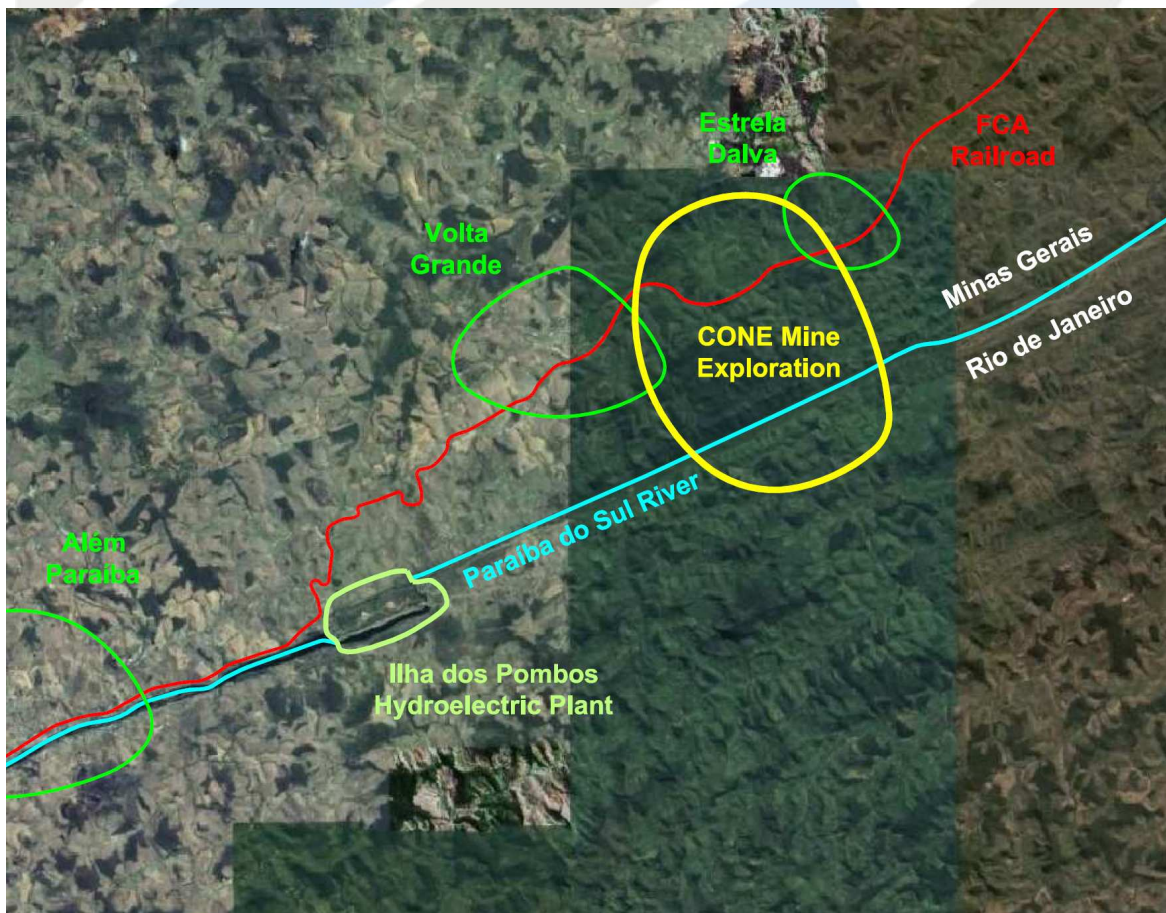 Estrela
Dalva
FCA
Railroad
Volta
Grande
Minas Gerais
Rio de Janeiro
CONE Mine
Exploration
Paraíba do Sul River
Além
Paraíba
Ilha dos Pombos
Hydroelectric Plant